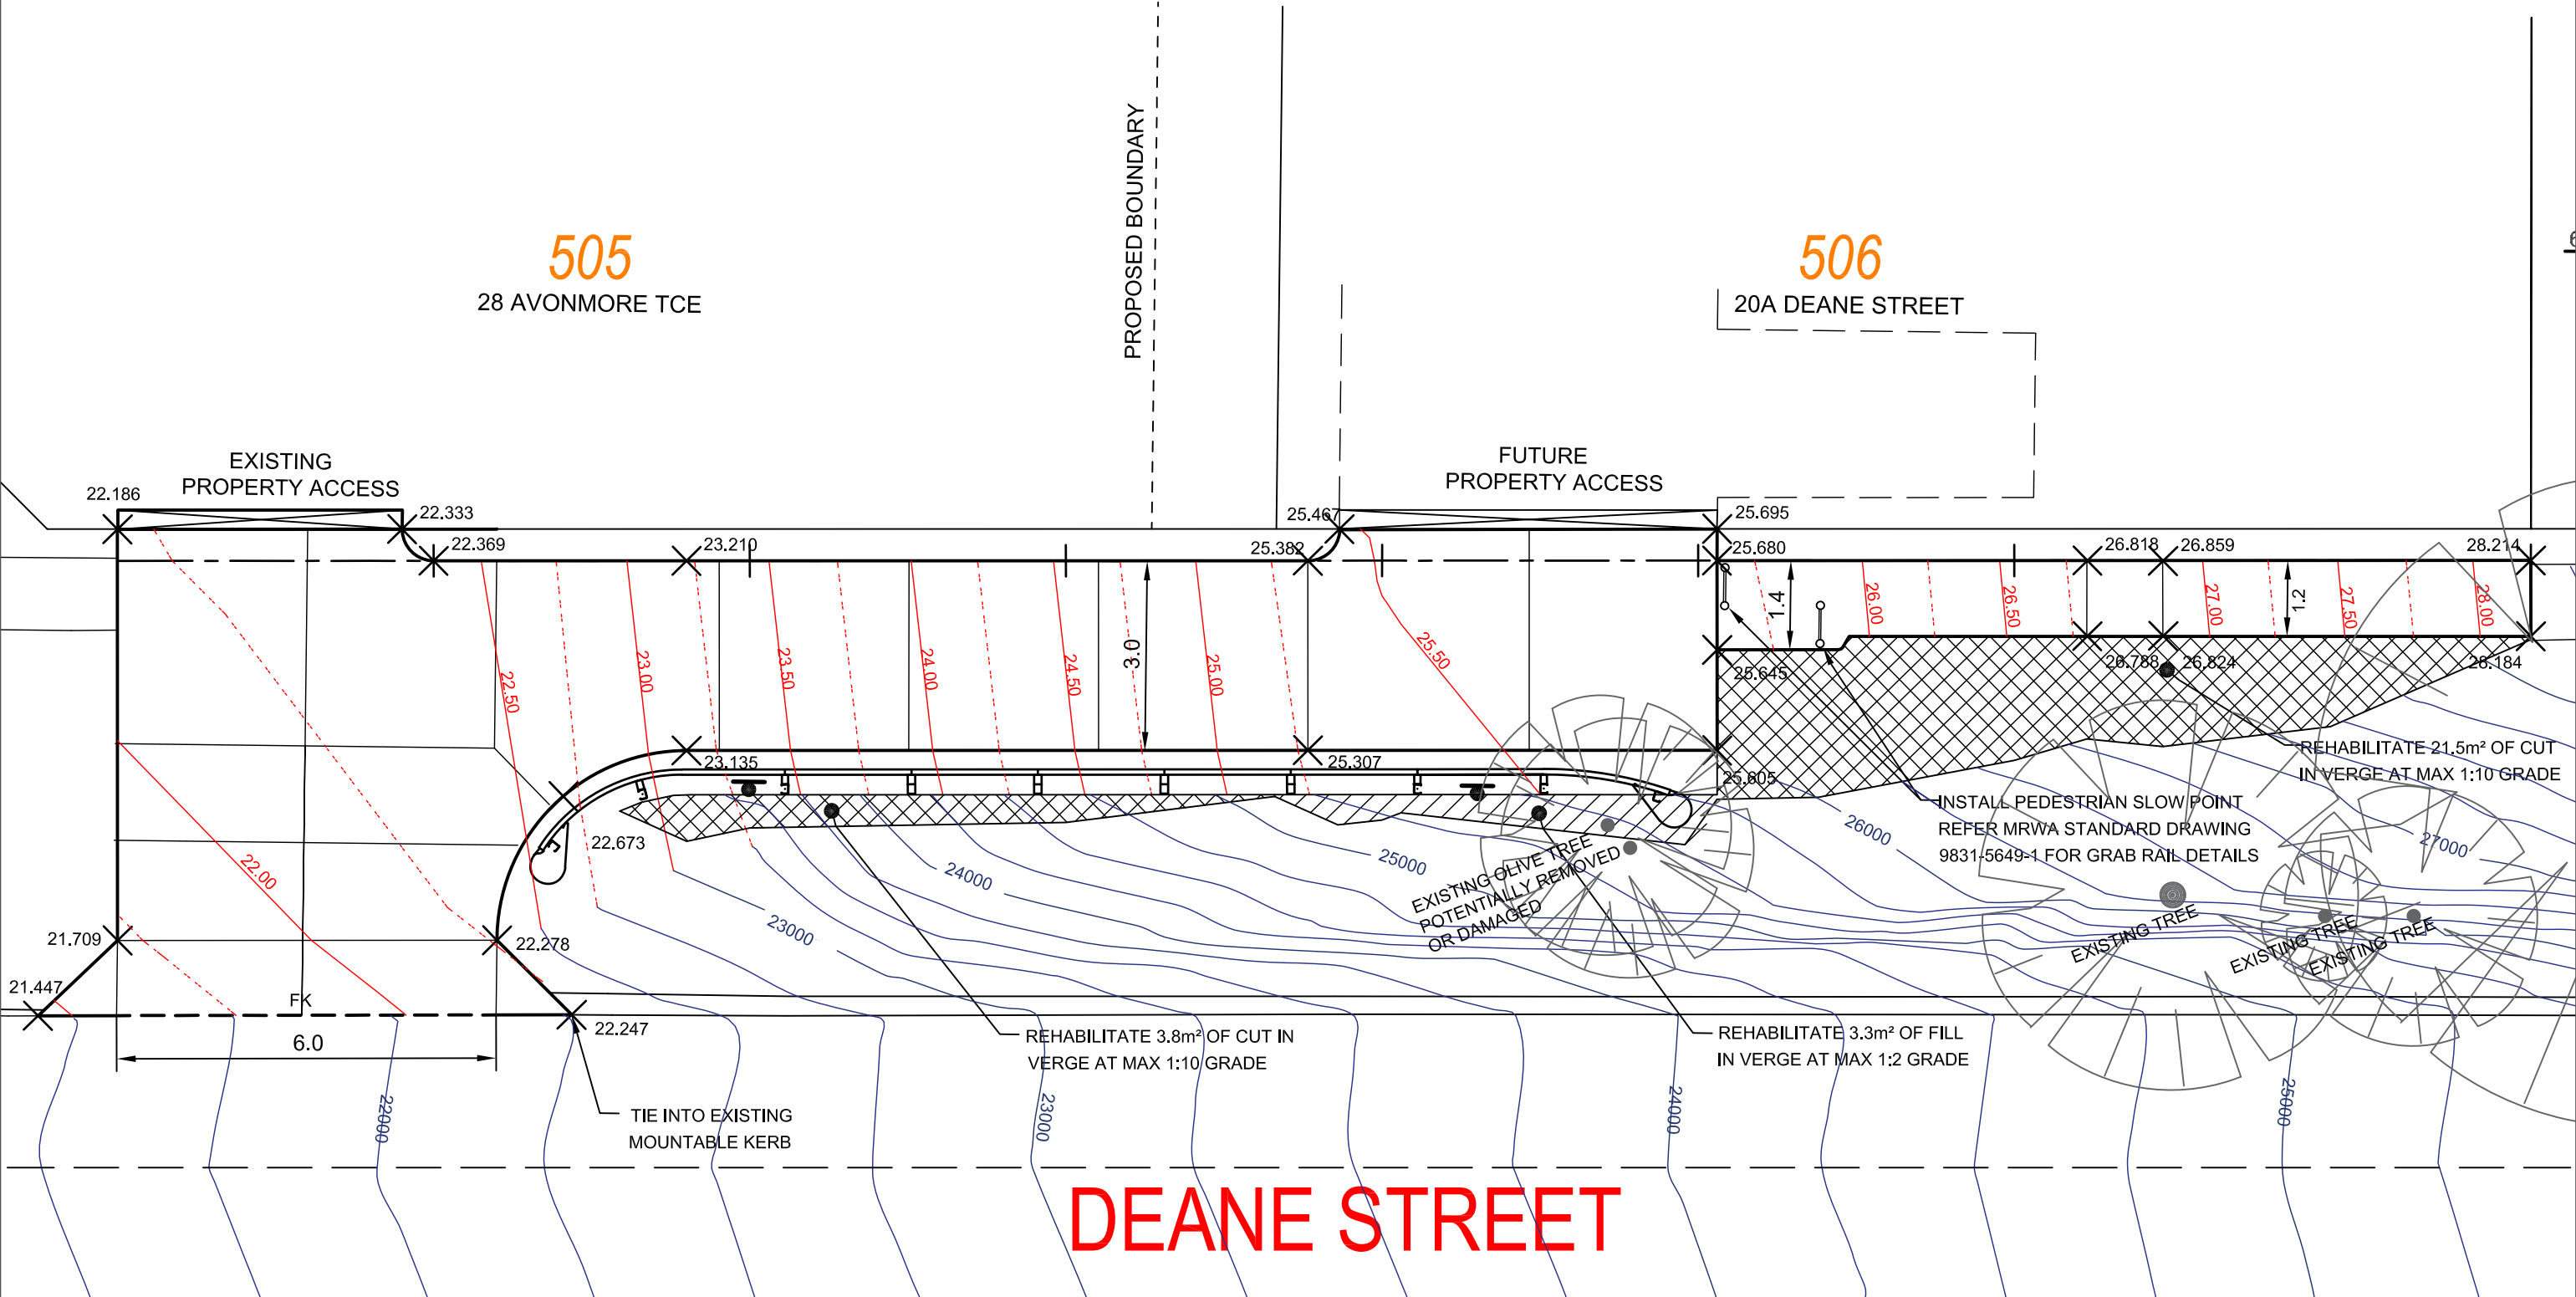 PROPOSED BOUNDARY
505
28 AVONMORE TCE
506
20A DEANE STREET
EXISTING
PROPERTY ACCESS
FUTURE
PROPERTY ACCESS
22.186
22.333
22.369
23.210
25.382
25.467
25.695
25.680
26.818
26.859
28.214
22.50
23.00
23.50
24.00
24.50
25.00
25.50
26.00
26.50
27.00
27.50
28.00
3.0
1.4
1.2
25.645
26.788
26.824
28.184
23.135
25.307
25.605
22.673
22.00
REHABILITATE 21.5m² OF CUT
IN VERGE AT MAX 1:10 GRADE
INSTALL PEDESTRIAN SLOW POINT
REFER MRWA STANDARD DRAWING
9831-5649-1 FOR GRAB RAIL DETAILS
23000
24000
25000
26000
27000
EXISTING OLIVE TREE
POTENTIALLY REMOVED
OR DAMAGED
EXISTING TREE
EXISTING TREE
EXISTING TREE
21.709
22.278
21.447
FK
22.247
6.0
REHABILITATE 3.8m² OF CUT IN
VERGE AT MAX 1:10 GRADE
REHABILITATE 3.3m² OF FILL
IN VERGE AT MAX 1:2 GRADE
TIE INTO EXISTING
MOUNTABLE KERB
22000
23000
24000
25000
DEANE STREET